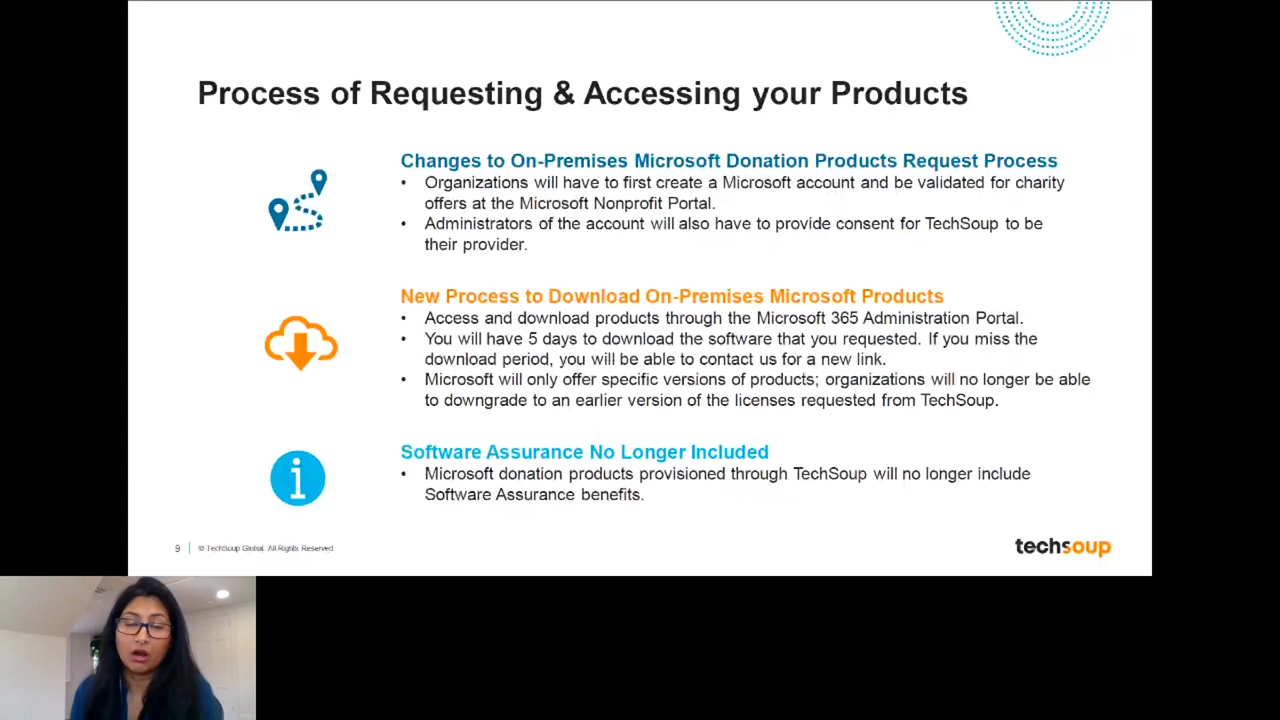 Process of Requesting & Accessing your Products
Changes to On-Premises Microsoft Donation Products Request Process
• Organizations will have to first create a Microsoft account and be validated for charity
offers at the Microsoft Nonprofit Portal.
• Administrators of the account will also have to provide consent for TechSoup to be
their provider.
New Process to Download On-Premises Microsoft Products
• Access and download products through the Microsoft 365 Administration Portal.
• You will have 5 days to download the software that you requested. If you miss the
download period, you will be able to contact us for a new link.
• Microsoft will only offer specific versions of products; organizations will no longer be able
to downgrade to an earlier version of the licenses requested from TechSoup.
Software Assurance No Longer Included
• Microsoft donation products provisioned through TechSoup will no longer include
Software Assurance benefits.
9 | © TechSoup Global. All Rights Reserved
techsoup